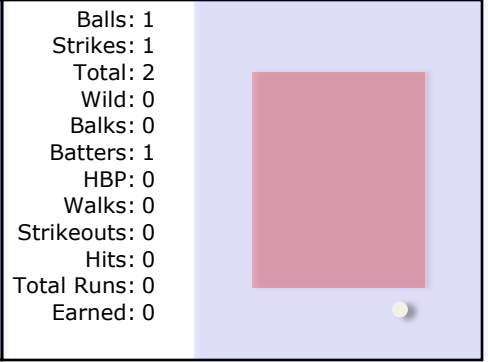 Balls: 1
Strikes: 1
Total: 2
Wild: 0
Balks: 0
Batters: 1
HBP: 0
Walks: 0
Strikeouts: 0
Hits: 0
Total Runs: 0
Earned: 0